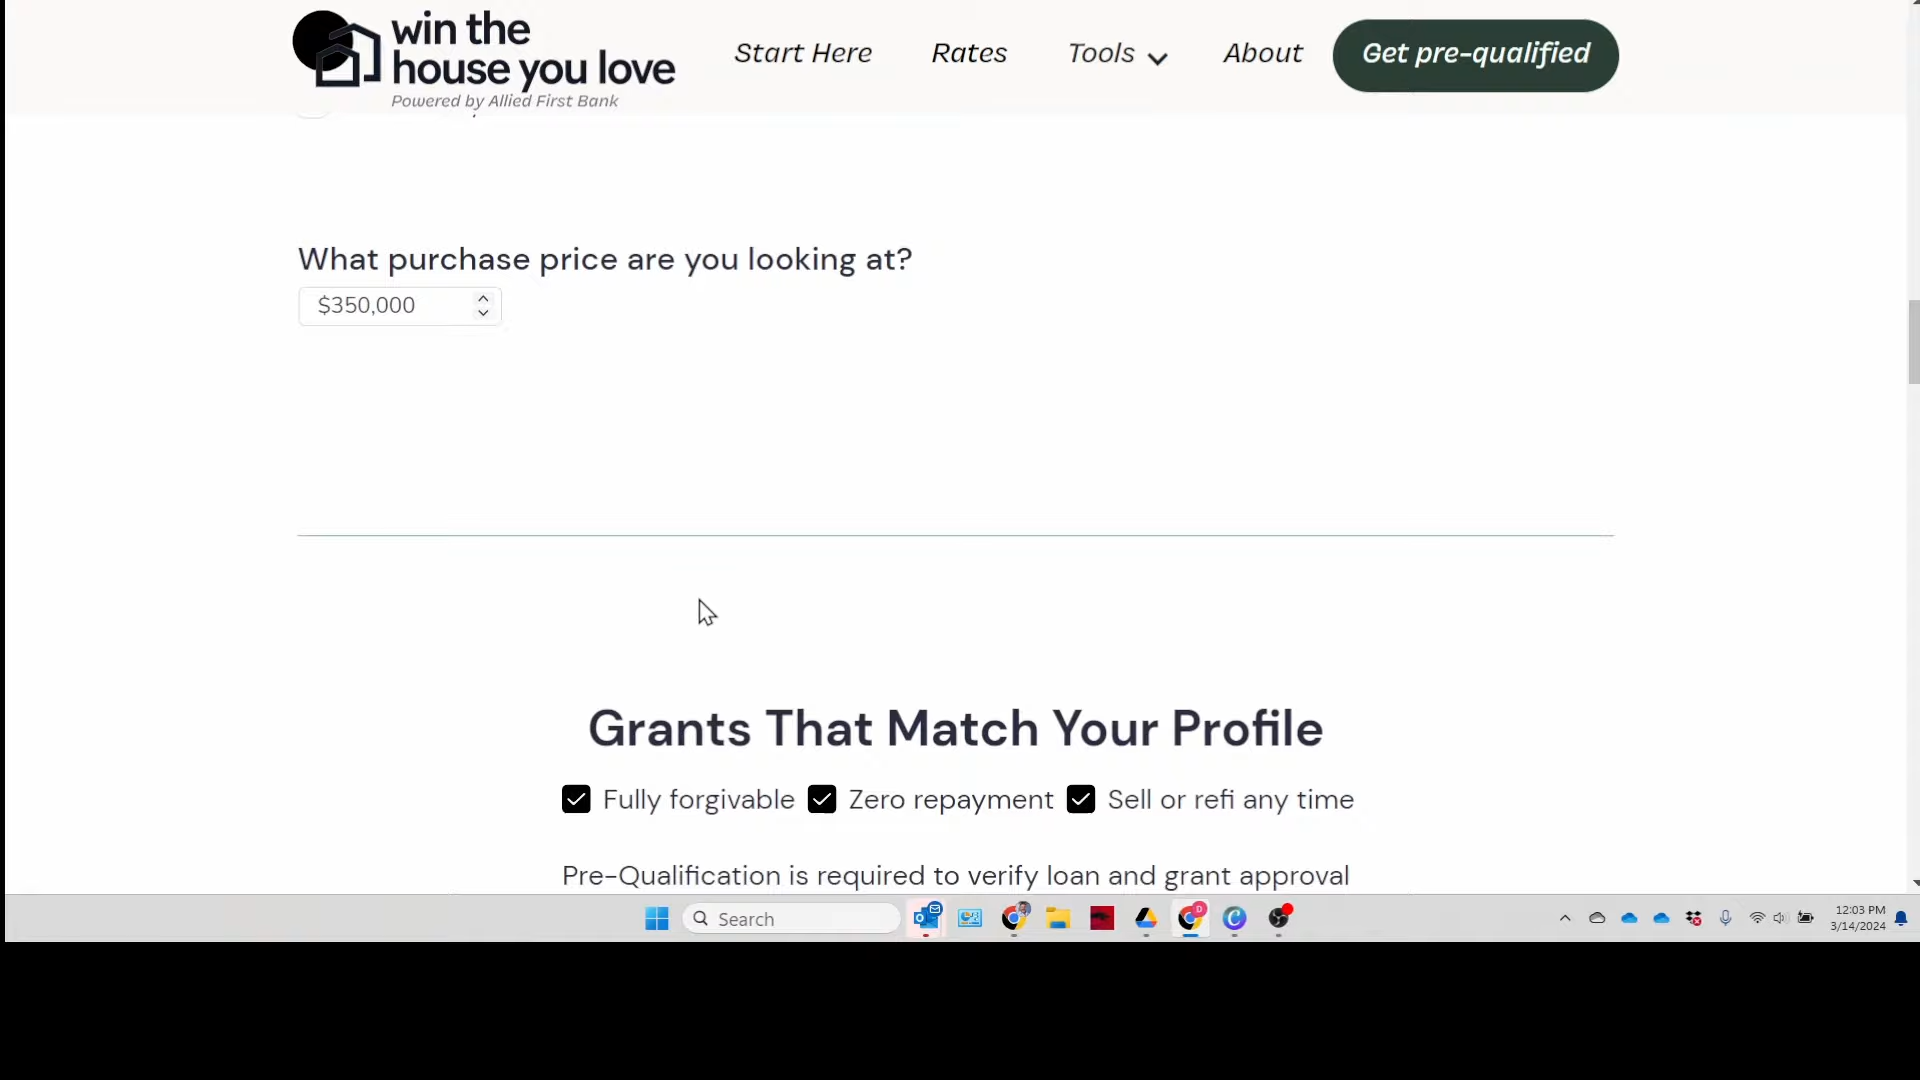 win the
house you love
Powered by Allied First Bank
Start Here
Rates
Tools
About
Get pre-qualified
What purchase price are you looking at?
$350,000
Grants That Match Your Profile
Fully forgivable
Zero repayment
Sell or refi any time
Pre-Qualification is required to verify loan and grant approval
Search
12:03 PM
3/14/2024